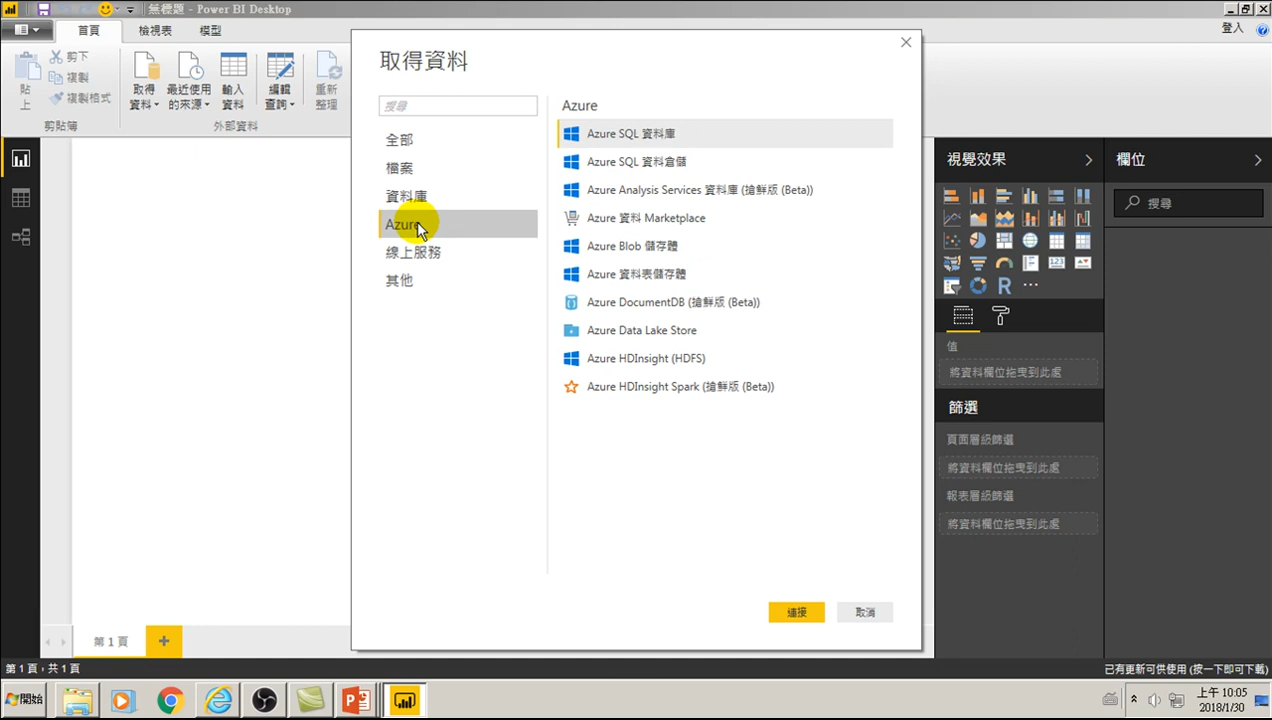 無標題 - Power BI Desktop
首頁
檢視表
模型
登入
貼上
剪下
複製
複製格式
剪貼簿
取得資料
最近使用的來源
輸入資料
編輯查詢
重新整理
外部資料
取得資料
搜尋
全部
檔案
資料庫
Azure
線上服務
其他
Azure
Azure SQL 資料庫
Azure SQL 資料倉儲
Azure Analysis Services 資料庫 (搶鮮版 (Beta))
Azure 資料 Marketplace
Azure Blob 儲存體
Azure 資料表儲存體
Azure DocumentDB (搶鮮版 (Beta))
Azure Data Lake Store
Azure HDInsight (HDFS)
Azure HDInsight Spark (搶鮮版 (Beta))
連接
取消
視覺效果
R
123
值
將資料欄位拖曳到此處
篩選
頁面層級篩選
將資料欄位拖曳到此處
報表層級篩選
將資料欄位拖曳到此處
欄位
搜尋
第 1 頁
第 1 頁，共 1 頁
已有更新可供使用 (按一下即可下載)
開始
上午 10:05
2018/1/30